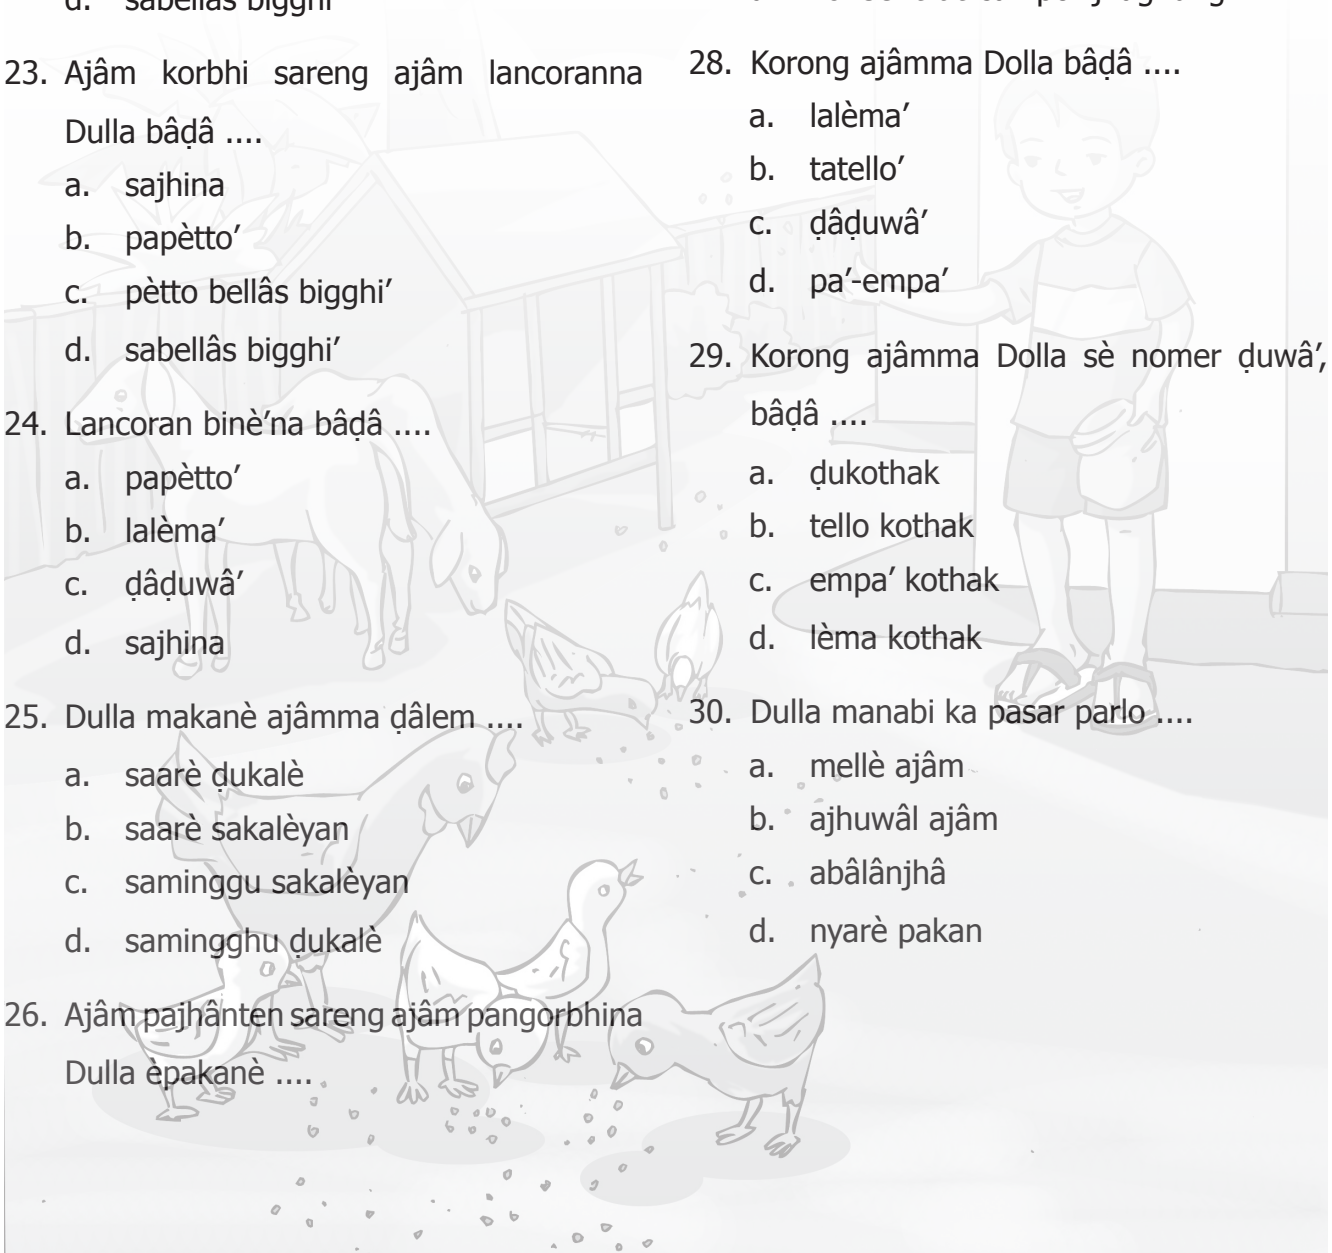 d. sabellâs bigghi'
23. Ajâm korbhi sareng ajâm lancoranna
Dulla bâḍâ ....
a. sajhina
b. papètto’
c. pètto bellâs bigghi’
d. sabellâs bigghi’
24. Lancoran binè’na bâḍâ ....
a. papètto’
b. lalèma’
c. ḍâḍuwâ’
d. sajhina
25. Dulla makanè ajâmma ḍâlem ....
a. saarè ḍukalè
b. saarè sakalèyan
c. saminggu sakalèyan
d. samingghu ḍukalè
26. Ajâm pajhânten sareng ajâm pangorbhina
Dulla èpakanè ....
28. Korong ajâmma Dolla bâḍâ ....
a. lalèma’
b. tatello’
c. ḍâḍuwâ’
d. pa’-empa’
29. Korong ajâmma Dolla sè nomer ḍuwâ’,
bâḍâ ....
a. ḍukothak
b. tello kothak
c. empa’ kothak
d. lèma kothak
30. Dulla manabi ka pasar parlo ....
a. mellè ajâm
b. ajhuwâl ajâm
c. abâlânjhâ
d. nyarè pakan